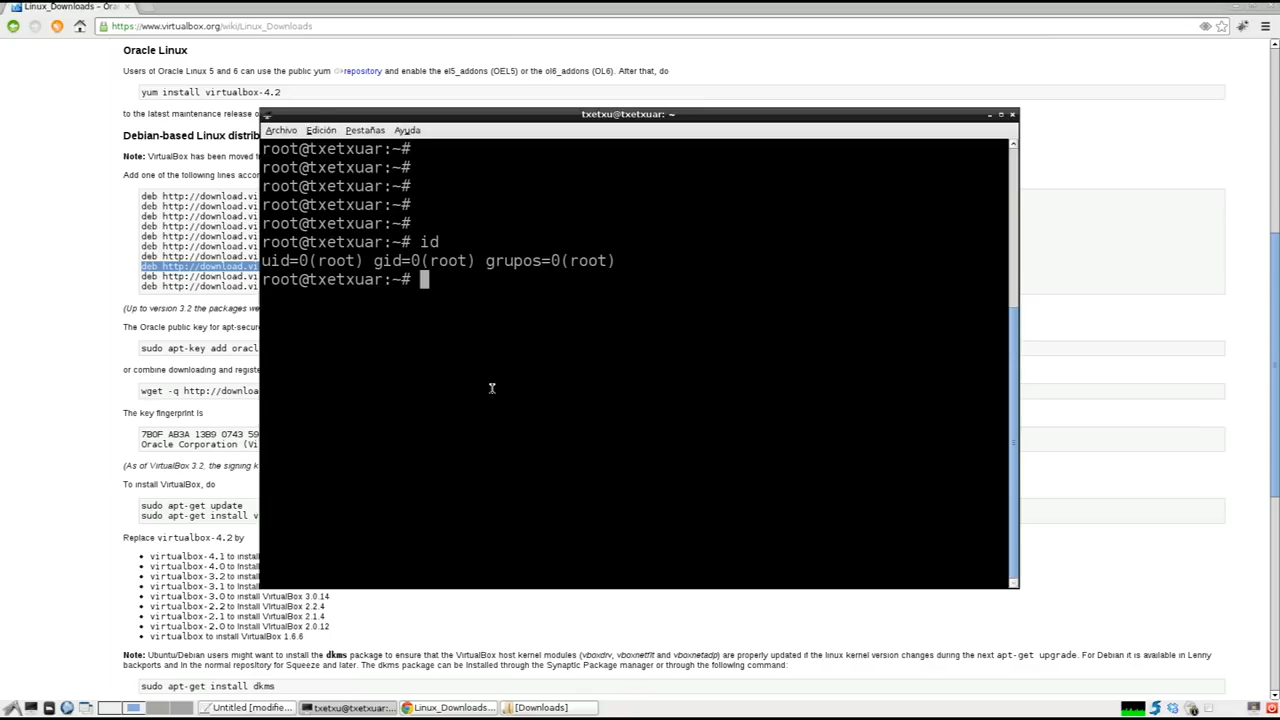 Linux_Downloads – Ora
https://www.virtualbox.org/wiki/Linux_Downloads
Oracle Linux
Users of Oracle Linux 5 and 6 can use the public yum repository and enable the el5_addons (OEL5) or the ol6_addons (OL6). After that, do
yum install virtualbox-4.2
to the latest maintenance release o
Debian-based Linux distrib
Note: VirtualBox has been moved t
Add one of the following lines accor
deb http://download.vi
deb http://download.vi
deb http://download.vi
deb http://download.vi
deb http://download.vi
deb http://download.vi
deb http://download.vi
deb http://download.vi
deb http://download.vi
deb http://download.vi
(Up to version 3.2 the packages we
The Oracle public key for apt-secure
sudo apt-key add oracl
or combine downloading and registe
wget -q http://downloa
The key fingerprint is
7B0F AB3A 13B9 0743 59
Oracle Corporation (Vi
(As of VirtualBox 3.2, the signing k
To install VirtualBox, do
sudo apt-get update
sudo apt-get install v
Replace virtualbox-4.2 by
virtualbox-4.1 to instal
virtualbox-4.0 to instal
virtualbox-3.2 to instal
virtualbox-3.1 to instal
virtualbox-3.0 to install VirtualBox 3.0.14
virtualbox-2.2 to install VirtualBox 2.2.4
virtualbox-2.1 to install VirtualBox 2.1.4
virtualbox-2.0 to install VirtualBox 2.0.12
virtualbox to install VirtualBox 1.6.6
Note: Ubuntu/Debian users might want to install the dkms package to ensure that the VirtualBox host kernel modules (vboxdrv, vboxnetflt and vboxnetadp) are properly updated if the linux kernel version changes during the next apt-get upgrade. For Debian it is available in Lenny
backports and in the normal repository for Squeeze and later. The dkms package can be installed through the Synaptic Package manager or through the following command:
sudo apt-get install dkms
txetxu@txetxuar: ~
Archivo Edición Pestañas Ayuda
root@txetxuar:~#
root@txetxuar:~#
root@txetxuar:~#
root@txetxuar:~#
root@txetxuar:~#
root@txetxuar:~# id
uid=0(root) gid=0(root) grupos=0(root)
root@txetxuar:~#
Untitled [modifie... txetxu@txetxuar:... Linux_Downloads... [Downloads]